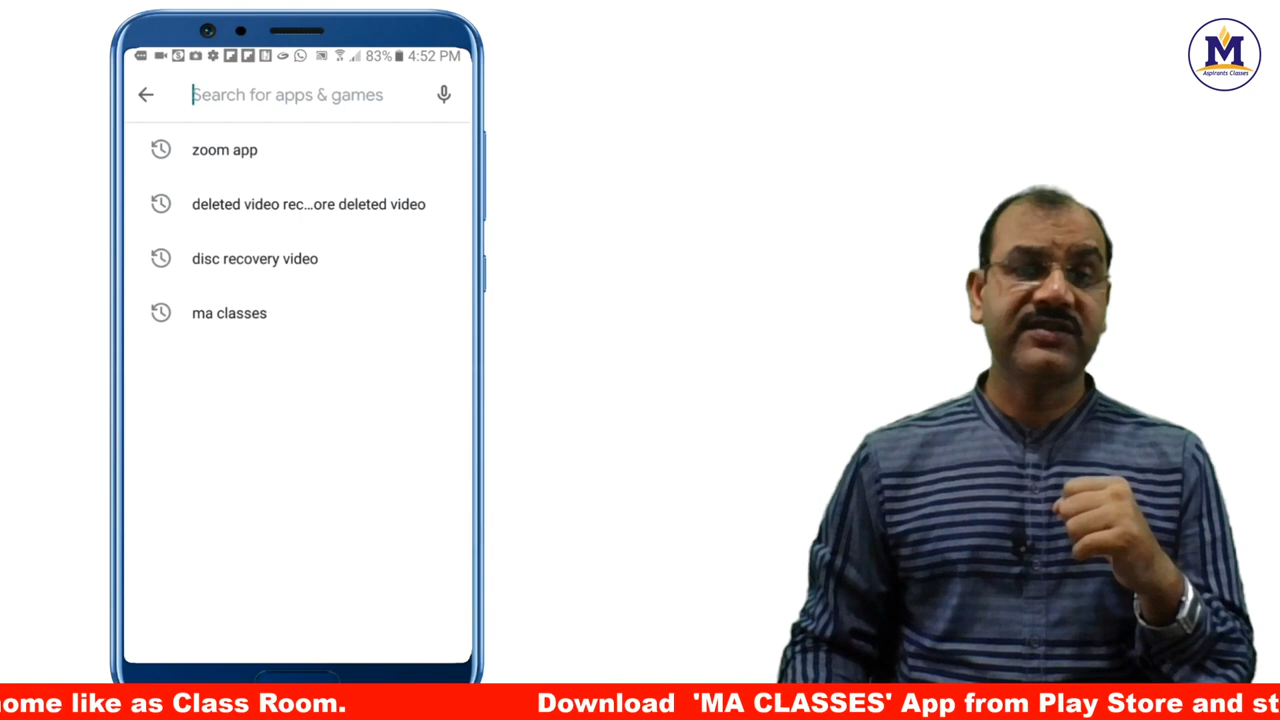 83% 4:52 PM
Search for apps & games
zoom app
deleted video rec...ore deleted video
disc recovery video
ma classes
M
Aspirants Classes
home like as Class Room. Download 'MA CLASSES' App from Play Store and st